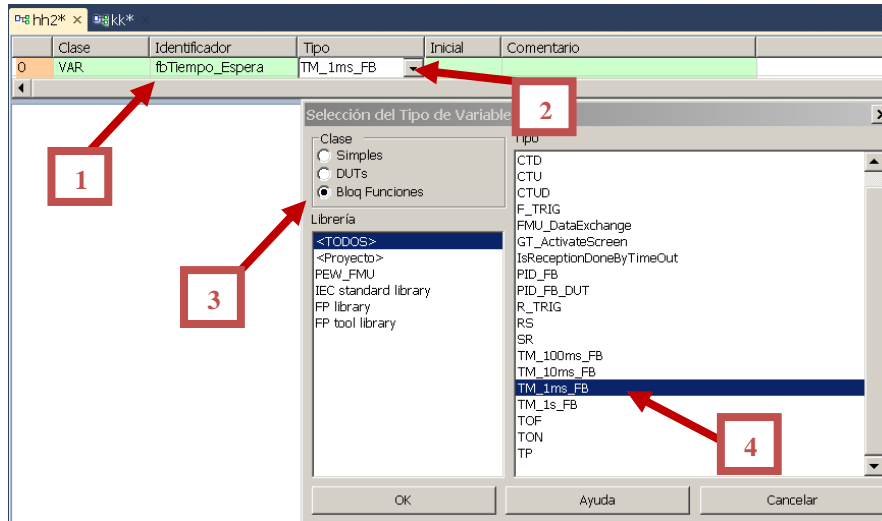 hh2* × kk*
Clase Identificador Tipo Inicial Comentario
0 VAR fbTiempo_Espera TM_1ms_FB
1
2
Selección del Tipo de Variable
Clase
Simples
DUTs
Bloq Funciones
Librería
<TODOS>
<Proyecto>
PEW_FMU
IEC standard library
FP library
FP tool library
3
Tipo
CTD
CTU
CTUD
F_TRIG
FMU_DataExchange
GT_ActivateScreen
IsReceptionDoneByTimeOut
PID_FB
PID_FB_DUT
R_TRIG
RS
SR
TM_100ms_FB
TM_10ms_FB
TM_1ms_FB
TM_1s_FB
TOF
TON
TP
4
OK Ayuda Cancelar